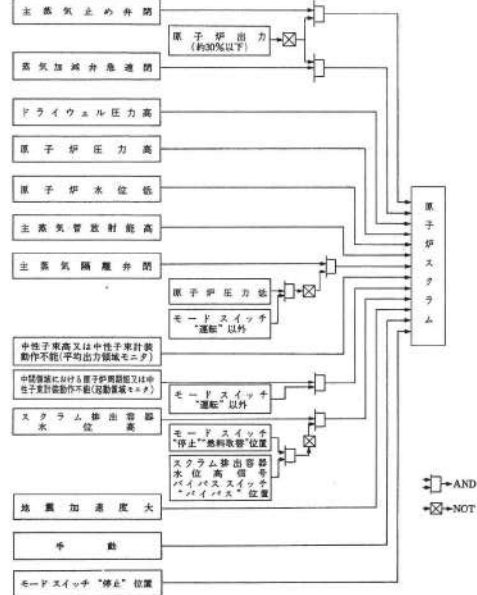 主蒸気止め弁閉
原子炉出力
(約30%以下)
蒸気加減弁急速閉
ドライウェル圧力高
原子炉圧力高
原子炉水位低
主蒸気管放射能高
主蒸気隔離弁閉
原子炉圧力低
モードスイッチ
“運転”以外
中性子束高又は中性子束計装
動作不能(平均出力領域モニタ)
中間領域における原子炉周期短又は中
性子束計装動作不能(起動領域モニタ)
モードスイッチ
“運転”以外
スクラム排出容器
水位高
モードスイッチ
“停止”“燃料取替”位置
スクラム排出容器
水位高信号
バイパススイッチ
“バイパス”位置
地震加速度大
手動
モードスイッチ“停止”位置
原子炉スクラム
AND
NOT